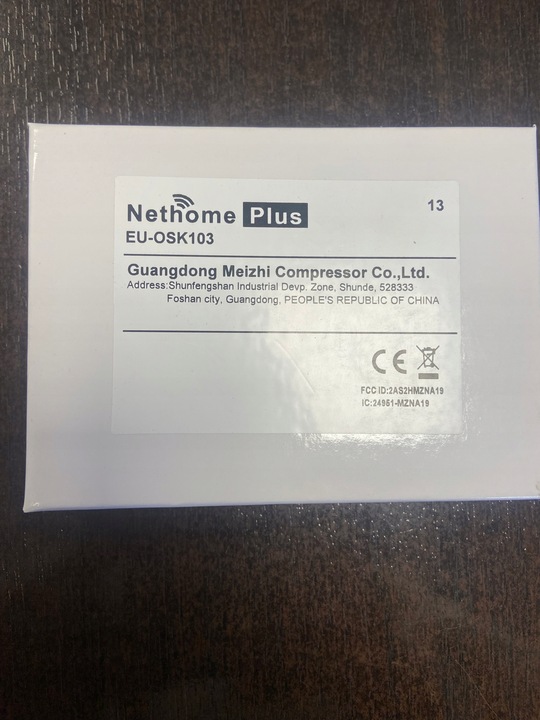 Nethome Plus
13
EU-OSK103
Guangdong Meizhi Compressor Co.,Ltd.
Address:Shunfengshan Industrial Devp. Zone, Shunde, 528333
Foshan city, Guangdong, PEOPLE'S REPUBLIC OF CHINA
CE
FCC ID:2AS2HMZNA19
IC:24951-MZNA19